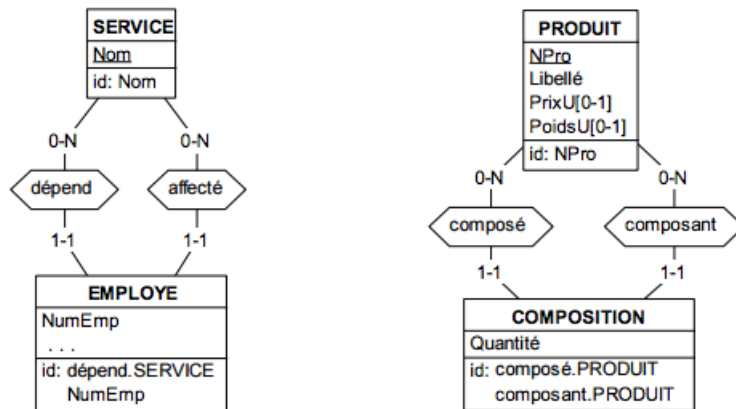 SERVICE
Nom
id: Nom
0-N 0-N
dépend affecté
1-1 1-1
EMPLOYE
NumEmp
. . .
id: dépend.SERVICE
NumEmp
PRODUIT
NPro
Libellé
PrixU[0-1]
PoidsU[0-1]
id: NPro
0-N 0-N
composé composant
1-1 1-1
COMPOSITION
Quantité
id: composé.PRODUIT
composant.PRODUIT